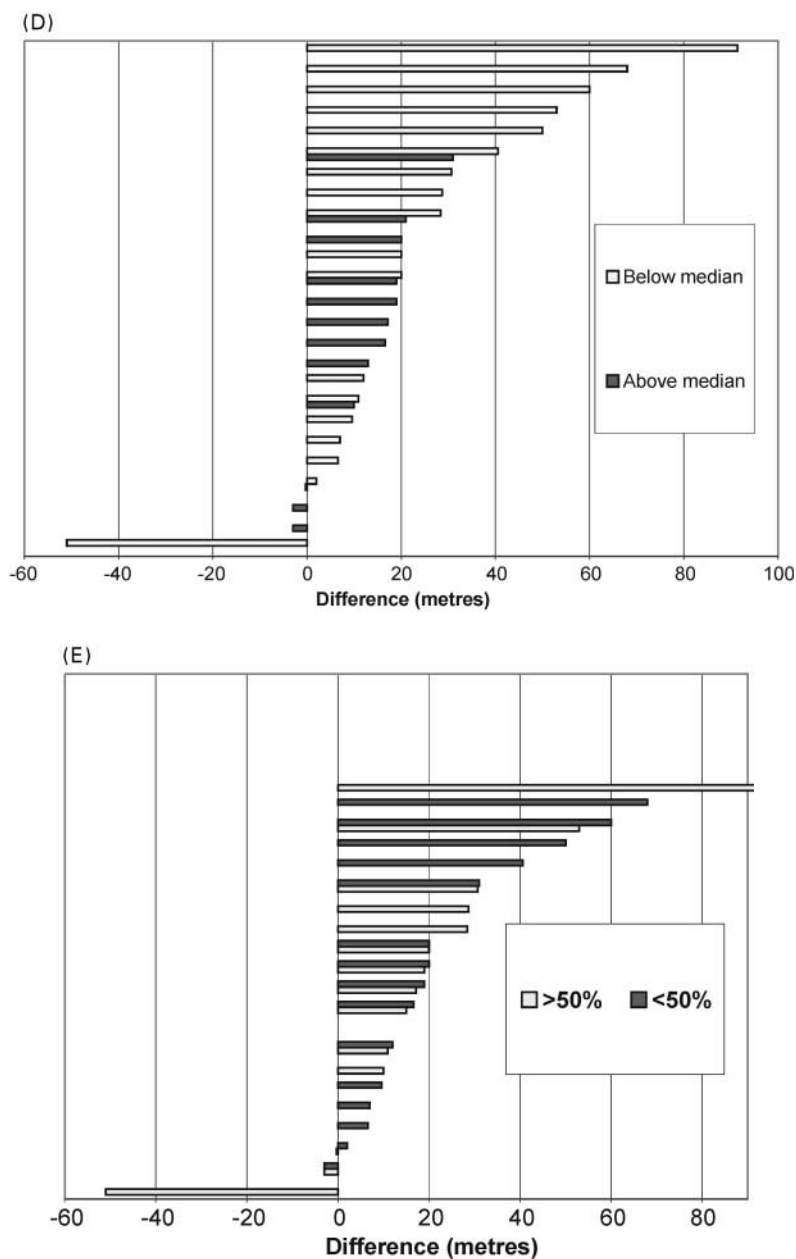 (D)
Below median
Above median
-60 -40 -20 0 20 40 60 80 100
Difference (metres)
(E)
>50% <50%
-60 -40 -20 0 20 40 60 80
Difference (metres)